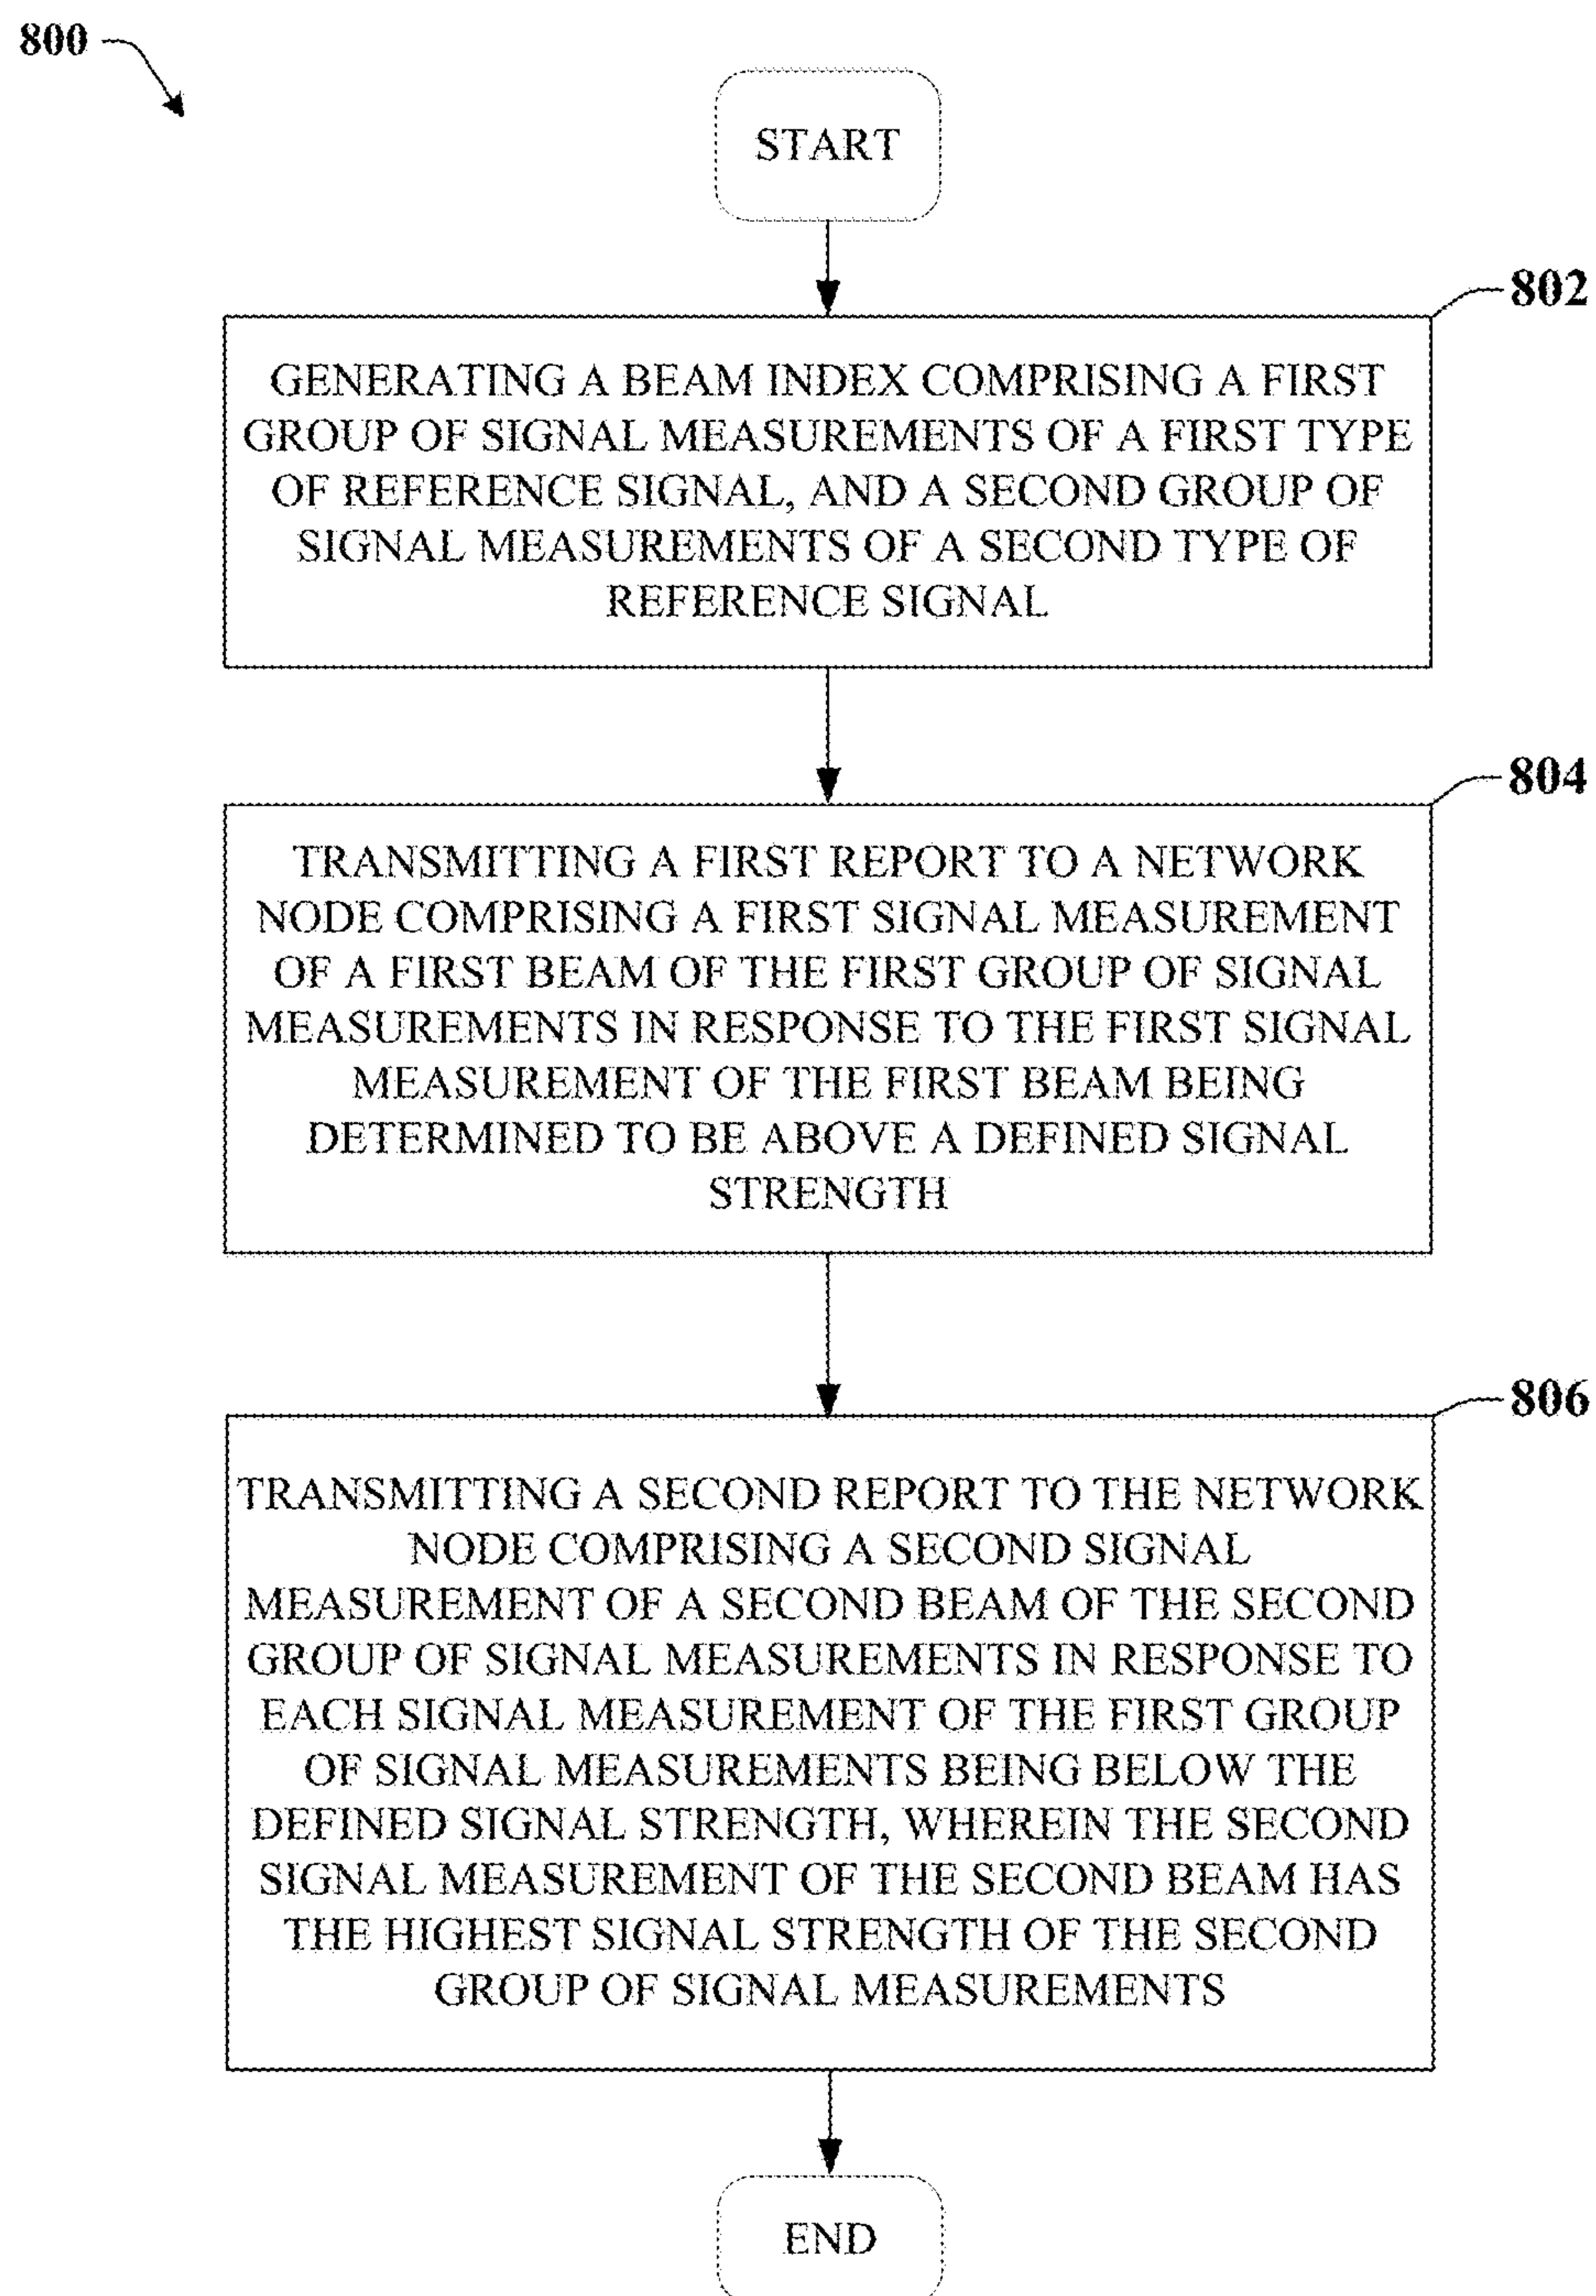 800
START
802
GENERATING A BEAM INDEX COMPRISING A FIRST
GROUP OF SIGNAL MEASUREMENTS OF A FIRST TYPE
OF REFERENCE SIGNAL, AND A SECOND GROUP OF
SIGNAL MEASUREMENTS OF A SECOND TYPE OF
REFERENCE SIGNAL
804
TRANSMITTING A FIRST REPORT TO A NETWORK
NODE COMPRISING A FIRST SIGNAL MEASUREMENT
OF A FIRST BEAM OF THE FIRST GROUP OF SIGNAL
MEASUREMENTS IN RESPONSE TO THE FIRST SIGNAL
MEASUREMENT OF THE FIRST BEAM BEING
DETERMINED TO BE ABOVE A DEFINED SIGNAL
STRENGTH
806
TRANSMITTING A SECOND REPORT TO THE NETWORK
NODE COMPRISING A SECOND SIGNAL
MEASUREMENT OF A SECOND BEAM OF THE SECOND
GROUP OF SIGNAL MEASUREMENTS IN RESPONSE TO
EACH SIGNAL MEASUREMENT OF THE FIRST GROUP
OF SIGNAL MEASUREMENTS BEING BELOW THE
DEFINED SIGNAL STRENGTH, WHEREIN THE SECOND
SIGNAL MEASUREMENT OF THE SECOND BEAM HAS
THE HIGHEST SIGNAL STRENGTH OF THE SECOND
GROUP OF SIGNAL MEASUREMENTS
END